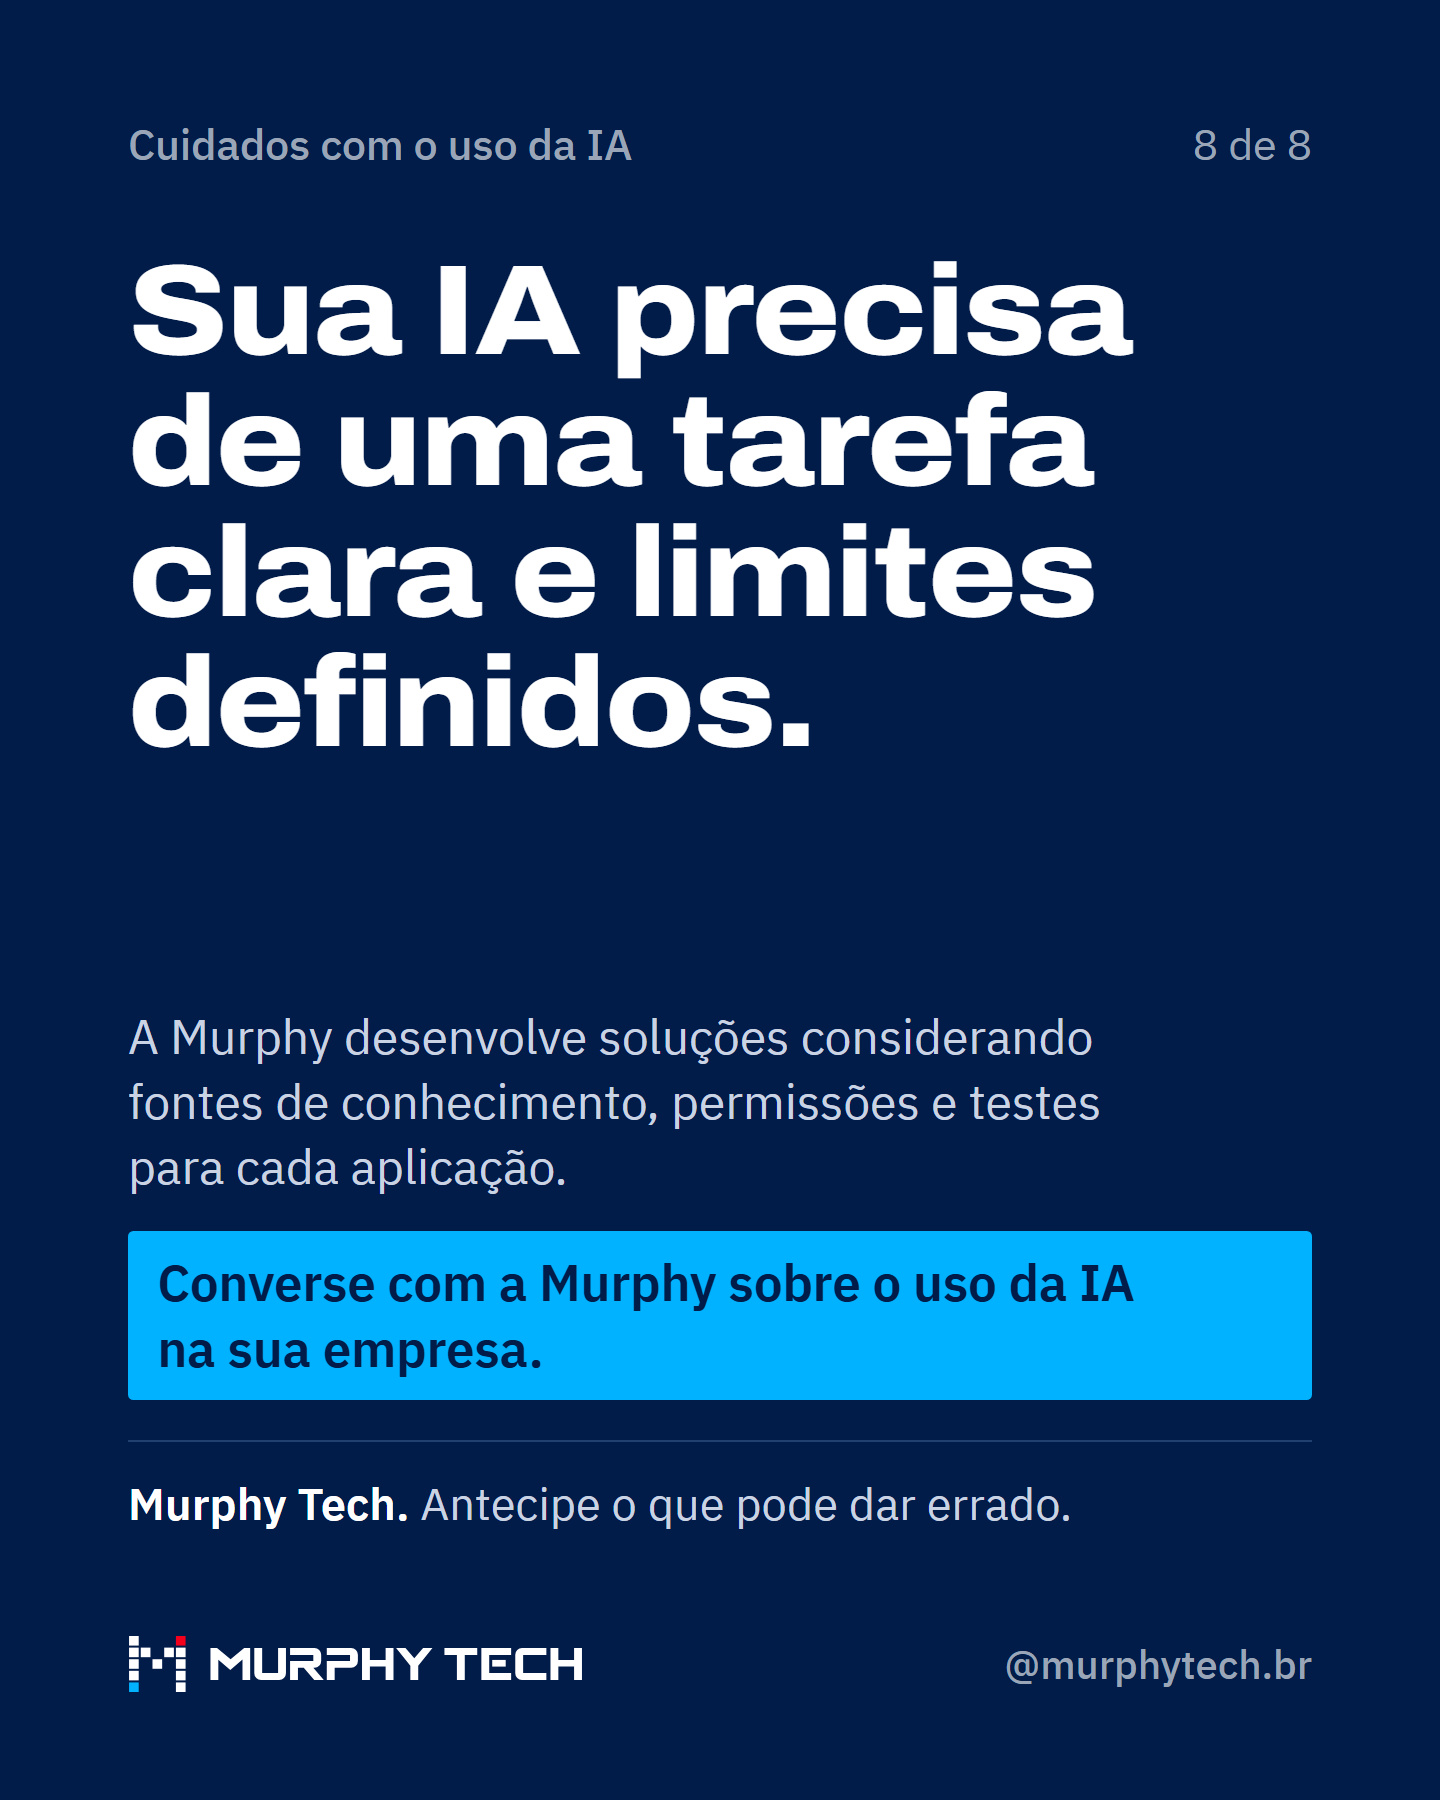 Cuidados com o uso da IA
8 de 8
Sua IA precisa
de uma tarefa
clara e limites
definidos.
A Murphy desenvolve soluções considerando
fontes de conhecimento, permissões e testes
para cada aplicação.
Converse com a Murphy sobre o uso da IA
na sua empresa.
Murphy Tech. Antecipe o que pode dar errado.
MURPHY TECH
@murphytech.br